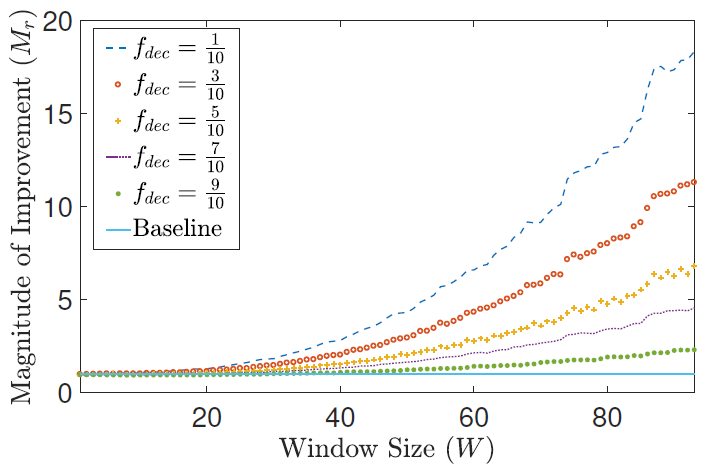 20
15
10
5
0
20
40
60
80
Magnitude of Improvement (M_r)
Window Size (W)
f_dec = 1/10
f_dec = 3/10
f_dec = 5/10
f_dec = 7/10
f_dec = 9/10
Baseline